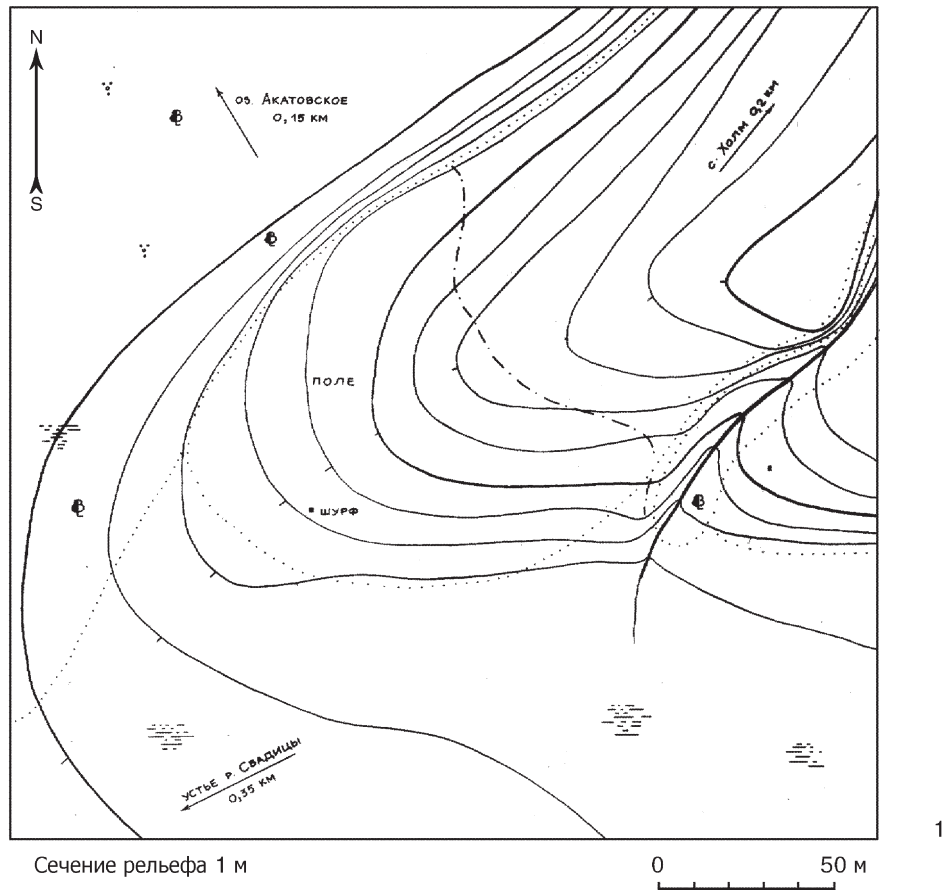 N
S
оз. Акатовское
0,15 км
с. Холм 0,2 км
ПОЛЕ
ШУРФ
УСТЬЕ Р. СВАДИЦЫ
0,35 КМ
1
Сечение рельефа 1 м
0 50 м